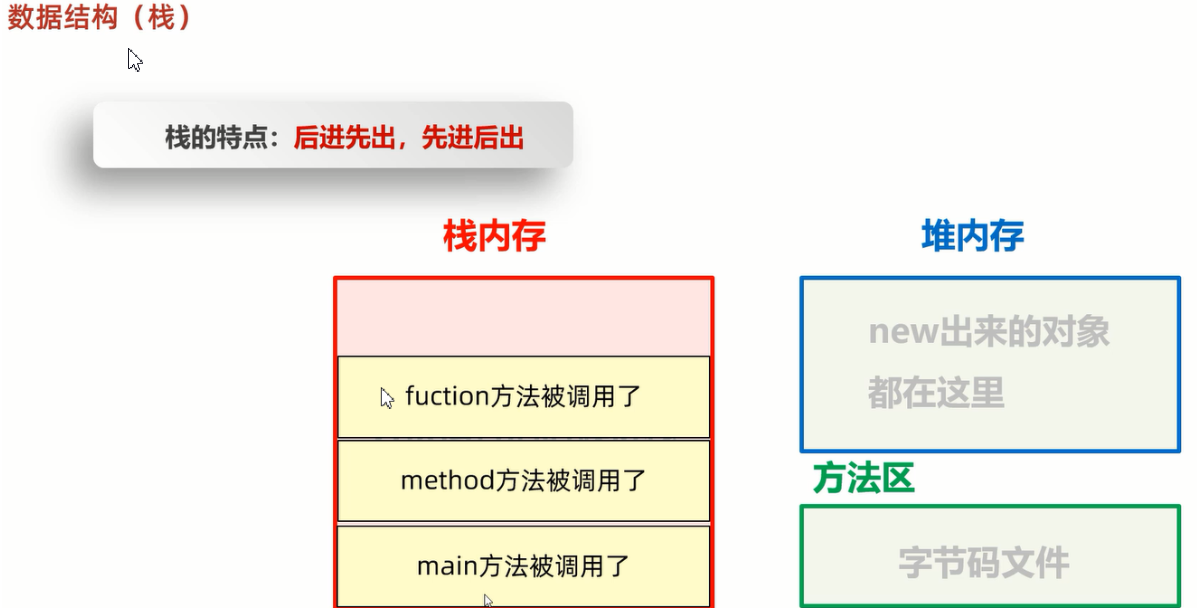 数据结构（栈）
栈的特点：后进先出，先进后出
栈内存
堆内存
new出来的对象
都在这里
fuction方法被调用了
method方法被调用了
main方法被调用了
方法区
字节码文件